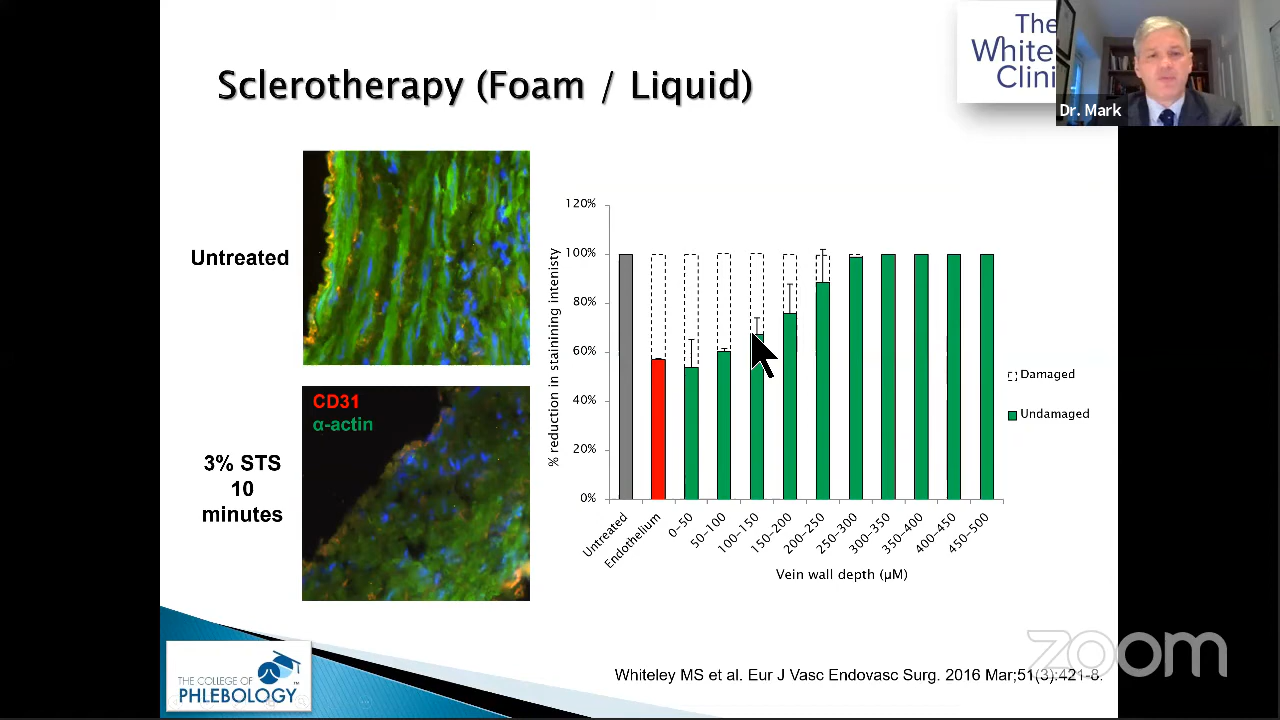 Sclerotherapy (Foam / Liquid)
The
White
Clini
Dr. Mark
Untreated
CD31
α-actin
3% STS
10
minutes
% reduction in stainining intenisty
120%
100%
80%
60%
40%
20%
0%
Untreated
Endothelium
0-50
50-100
100-150
150-200
200-250
250-300
300-350
350-400
400-450
450-500
Vein wall depth (µM)
Damaged
Undamaged
THE COLLEGE OF
PHLEBOLOGY
TM
Whiteley MS et al. Eur J Vasc Endovasc Surg. 2016 Mar;51(3):421-8.
zoom